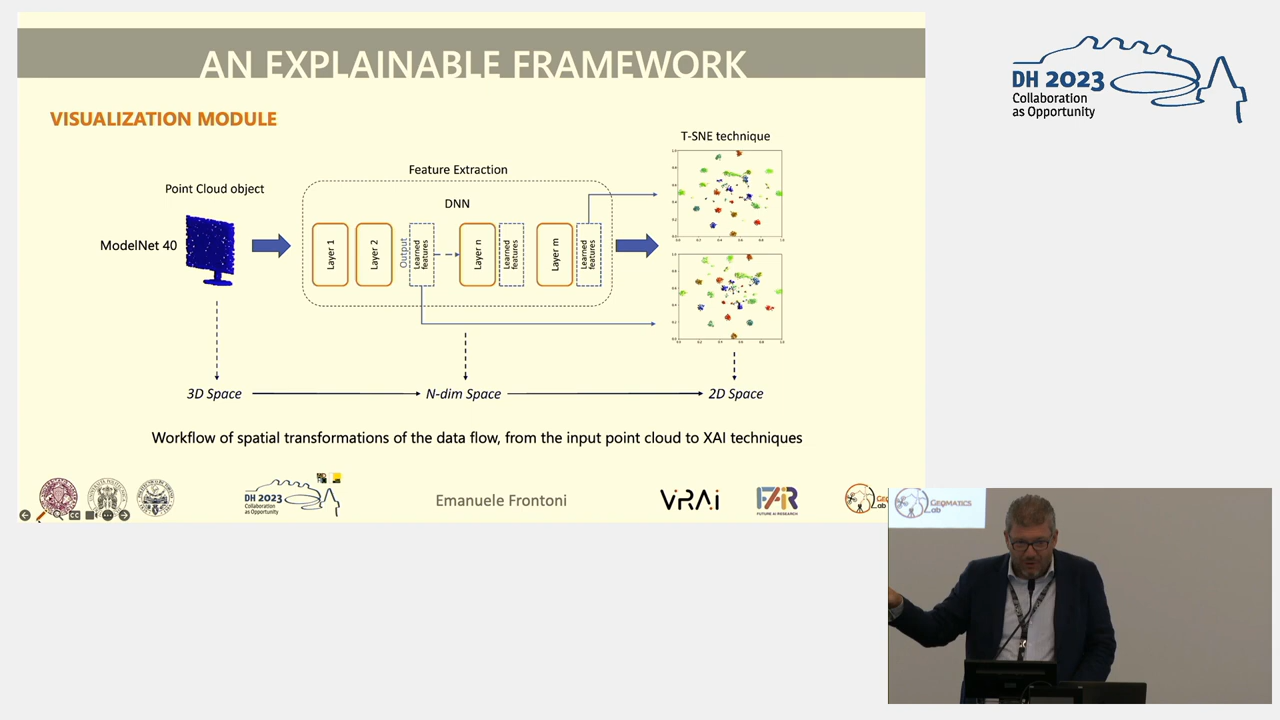 AN EXPLAINABLE FRAMEWORK
VISUALIZATION MODULE
T-SNE technique
Feature Extraction
Point Cloud object
DNN
ModelNet 40
Layer 1
Layer 2
Output
Learned
features
Layer n
Learned
features
Layer m
Learned
features
3D Space
N-dim Space
2D Space
Workflow of spatial transformations of the data flow, from the input point cloud to XAI techniques
DH 2023
Collaboration
as Opportunity
Emanuele Frontoni
VRAI
FAIR
FUTURE AI RESEARCH
DH 2023
Collaboration
as Opportunity
GEOMATICS
Lab